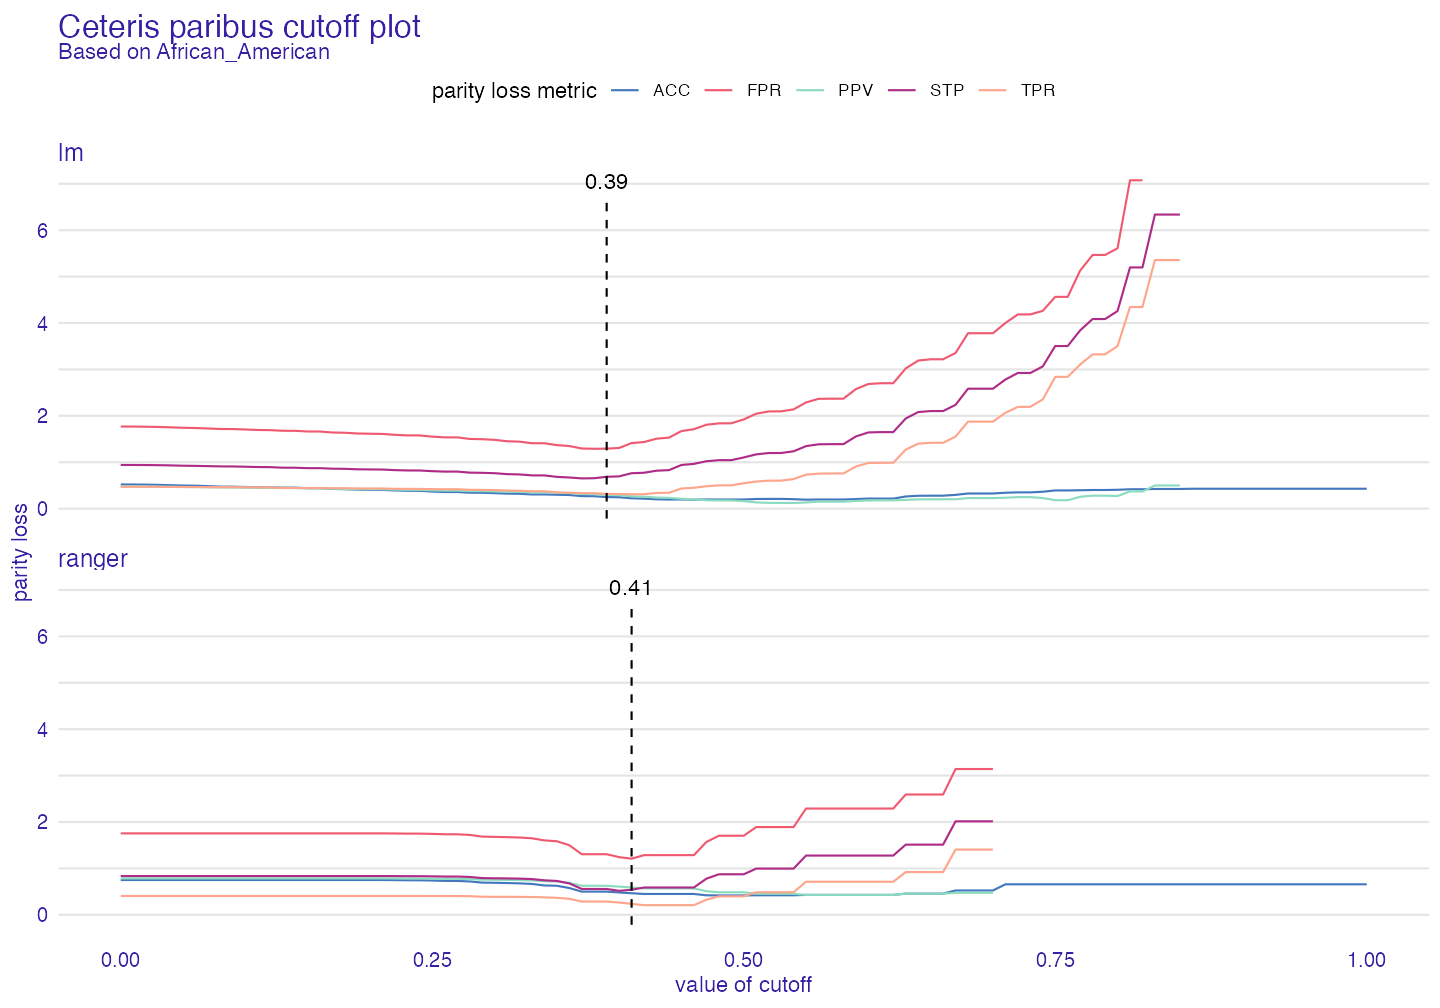 Ceteris paribus cutoff plot
Based on African_American
parity loss metric ACC FPR PPV STP TPR
lm
0.39
6
4
2
0
parity loss
ranger
0.41
6
4
2
0
0.00 0.25 0.50 0.75 1.00
value of cutoff